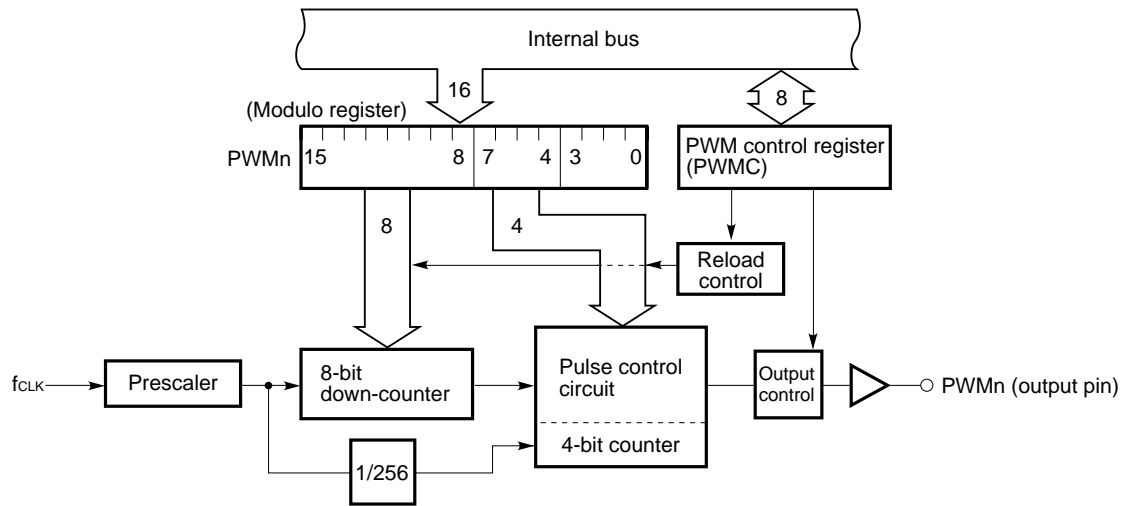 Internal bus
16
8
(Modulo register)
PWMn
15 8 7 4 3 0
PWM control register
(PWMC)
8
4
Reload
control
fCLK
Prescaler
8-bit
down-counter
Pulse control
circuit
Output
control
PWMn (output pin)
4-bit counter
1/256